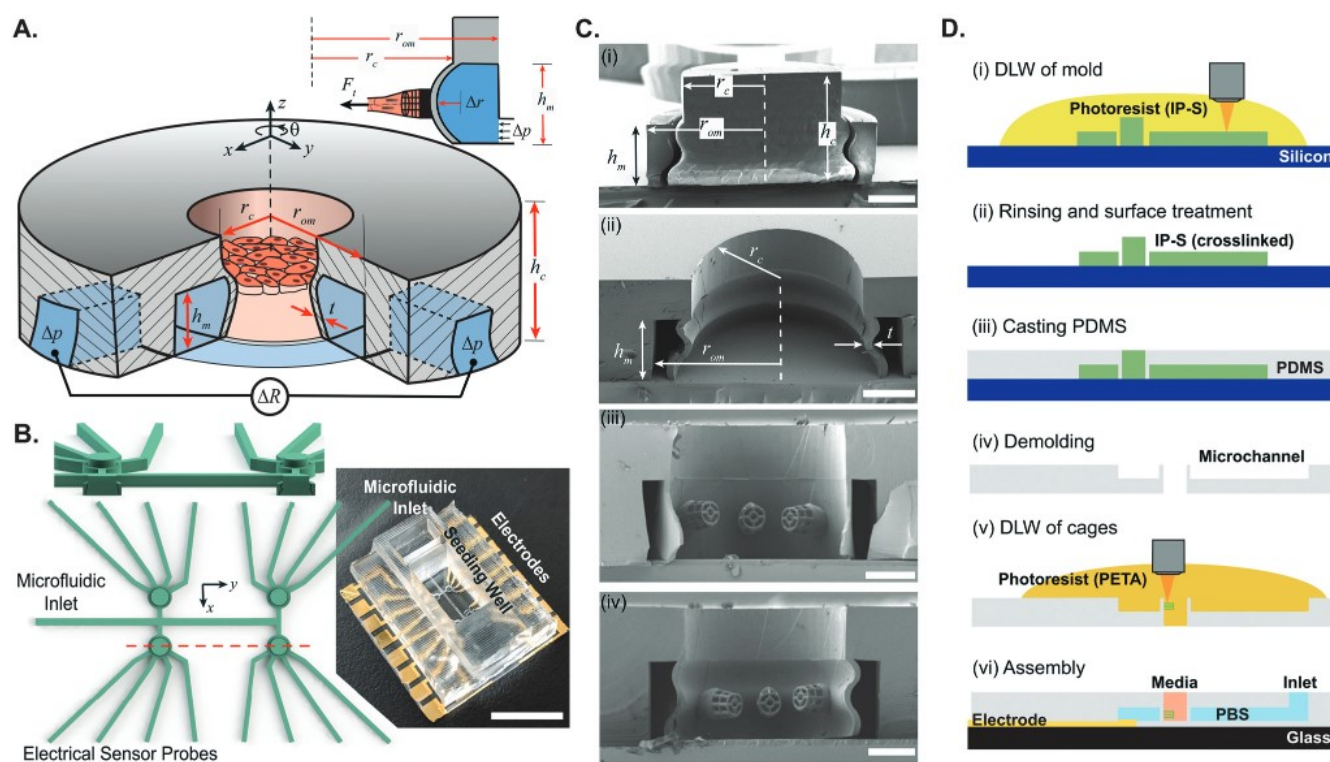 A.
r_om
r_c
F_t
Δr
h_m
Δp
z
θ
x
y
r_c
r_om
h_c
h_m
t
Δp
Δp
ΔR
B.
Microfluidic
Inlet
y
x
Electrical Sensor Probes
Microfluidic
Inlet
Seeding Well
Electrodes
C.
(i)
r_c
r_om
h_m
h_c
(ii)
r_c
h_m
r_om
t
(iii)
(iv)
D.
(i) DLW of mold
Photoresist (IP-S)
Silicon
(ii) Rinsing and surface treatment
IP-S (crosslinked)
(iii) Casting PDMS
PDMS
(iv) Demolding
Microchannel
(v) DLW of cages
Photoresist (PETA)
(vi) Assembly
Media
Inlet
PBS
Electrode
Glass